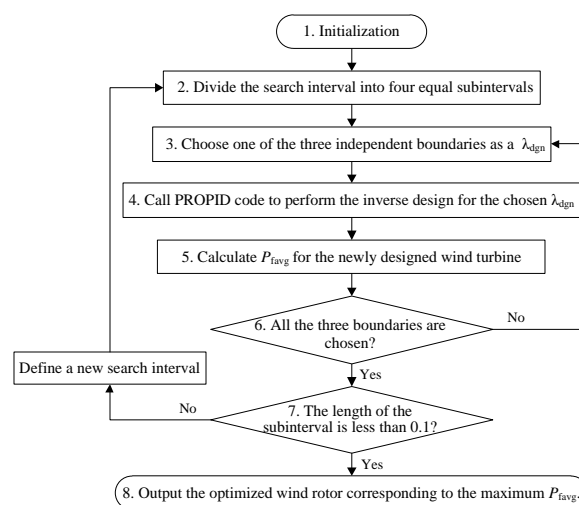 1. Initialization
2. Divide the search interval into four equal subintervals
3. Choose one of the three independent boundaries as a λdgn
4. Call PROPID code to perform the inverse design for the chosen λdgn
5. Calculate Pfavg for the newly designed wind turbine
6. All the three boundaries are
chosen?
No
Yes
Define a new search interval
No
7. The length of the
subinterval is less than 0.1?
Yes
8. Output the optimized wind rotor corresponding to the maximum Pfavg.